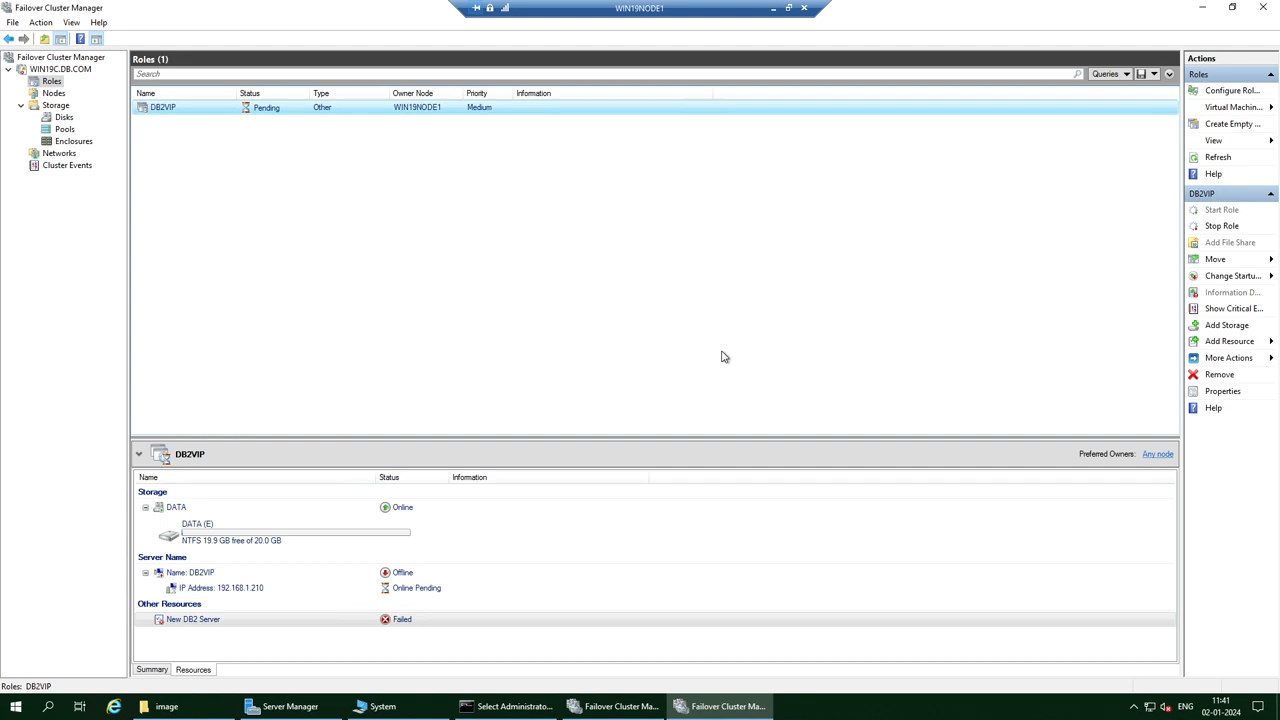 Failover Cluster Manager
WIN19NODE1
File Action View Help
Failover Cluster Manager
WIN19C.DB.COM
Roles
Nodes
Storage
Disks
Pools
Enclosures
Networks
Cluster Events
Roles (1)
Search
Queries
Name Status Type Owner Node Priority Information
DB2VIP Pending Other WIN19NODE1 Medium
DB2VIP
Preferred Owners: Any node
Name Status Information
Storage
DATA Online
DATA (E)
NTFS 19.9 GB free of 20.0 GB
Server Name
Name: DB2VIP Offline
IP Address: 192.168.1.210 Online Pending
Other Resources
New DB2 Server Failed
Summary Resources
Actions
Roles
Configure Rol...
Virtual Machin...
Create Empty ...
View
Refresh
Help
DB2VIP
Start Role
Stop Role
Add File Share
Move
Change Startu...
Information D...
Show Critical E...
Add Storage
Add Resource
More Actions
Remove
Properties
Help
Roles: DB2VIP
image
Server Manager
System
Select Administrato...
Failover Cluster Ma...
Failover Cluster Ma...
ENG
11:41
02-01-2024